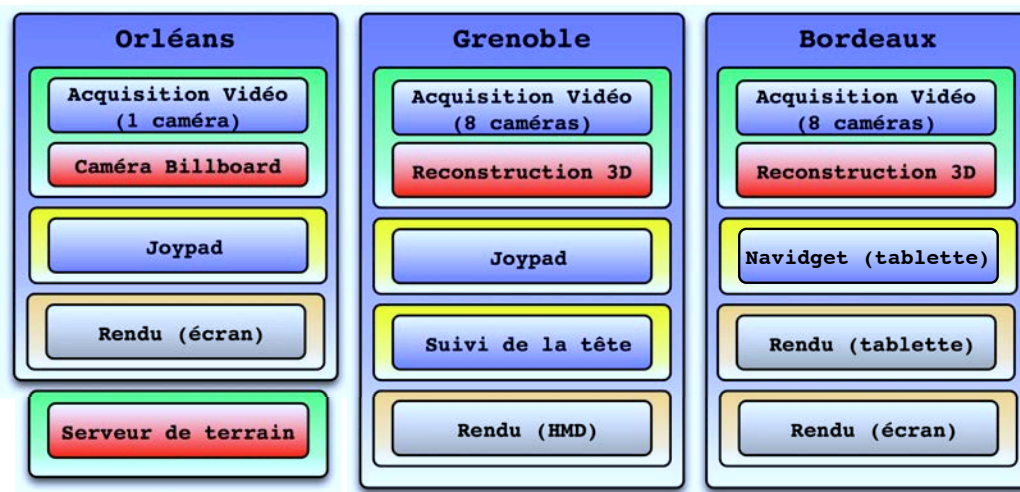 Orléans
Acquisition Vidéo
(1 caméra)
Caméra Billboard
Joypad
Rendu (écran)
Serveur de terrain
Grenoble
Acquisition Vidéo
(8 caméras)
Reconstruction 3D
Joypad
Suivi de la tête
Rendu (HMD)
Bordeaux
Acquisition Vidéo
(8 caméras)
Reconstruction 3D
Navidget (tablette)
Rendu (tablette)
Rendu (écran)